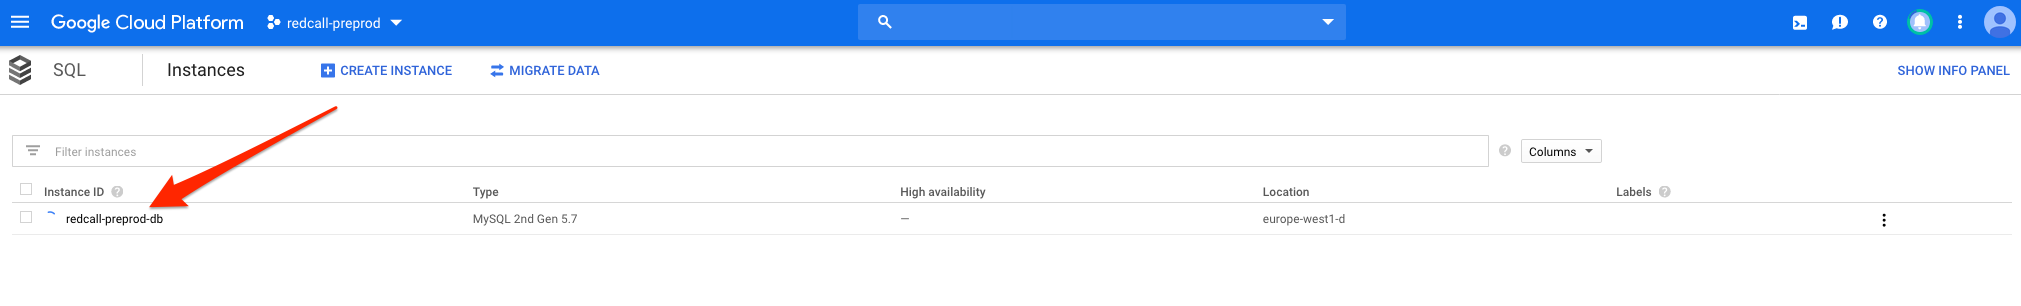 Google Cloud Platform redcall-preprod
SQL Instances CREATE INSTANCE MIGRATE DATA SHOW INFO PANEL
Filter instances Columns
Instance ID Type High availability Location Labels
redcall-preprod-db MySQL 2nd Gen 5.7 — europe-west1-d